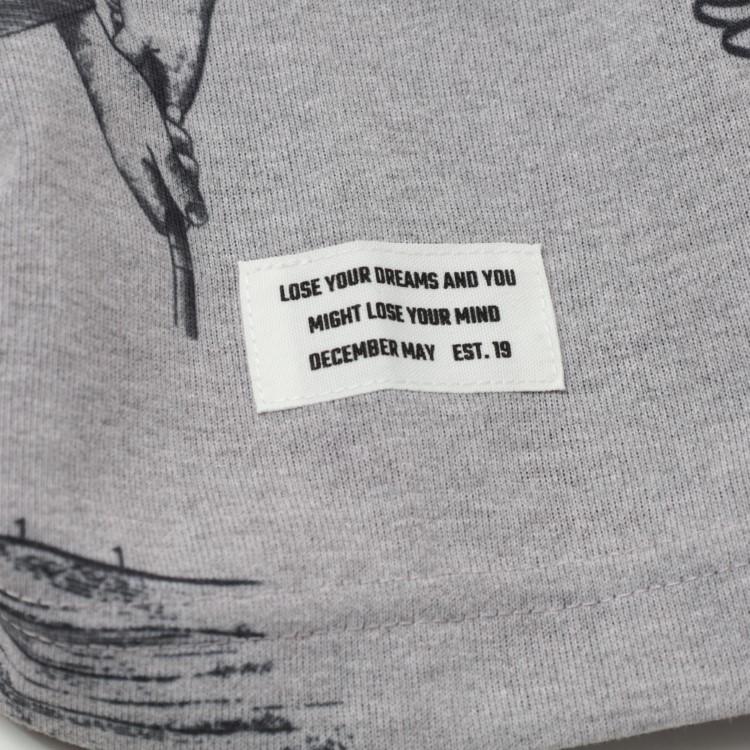 LOSE YOUR DREAMS AND YOU
MIGHT LOSE YOUR MIND
DECEMBER MAY EST. 19